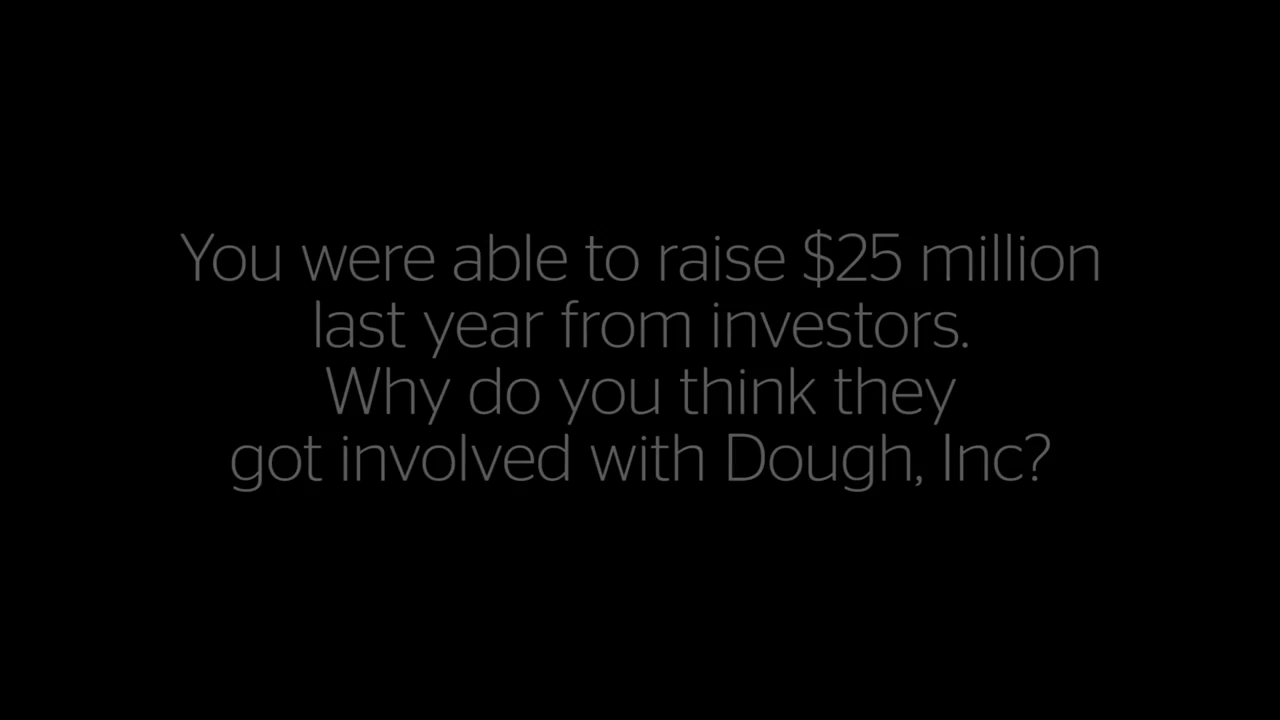 You were able to raise $25 million
last year from investors.
Why do you think they
got involved with Dough, Inc?